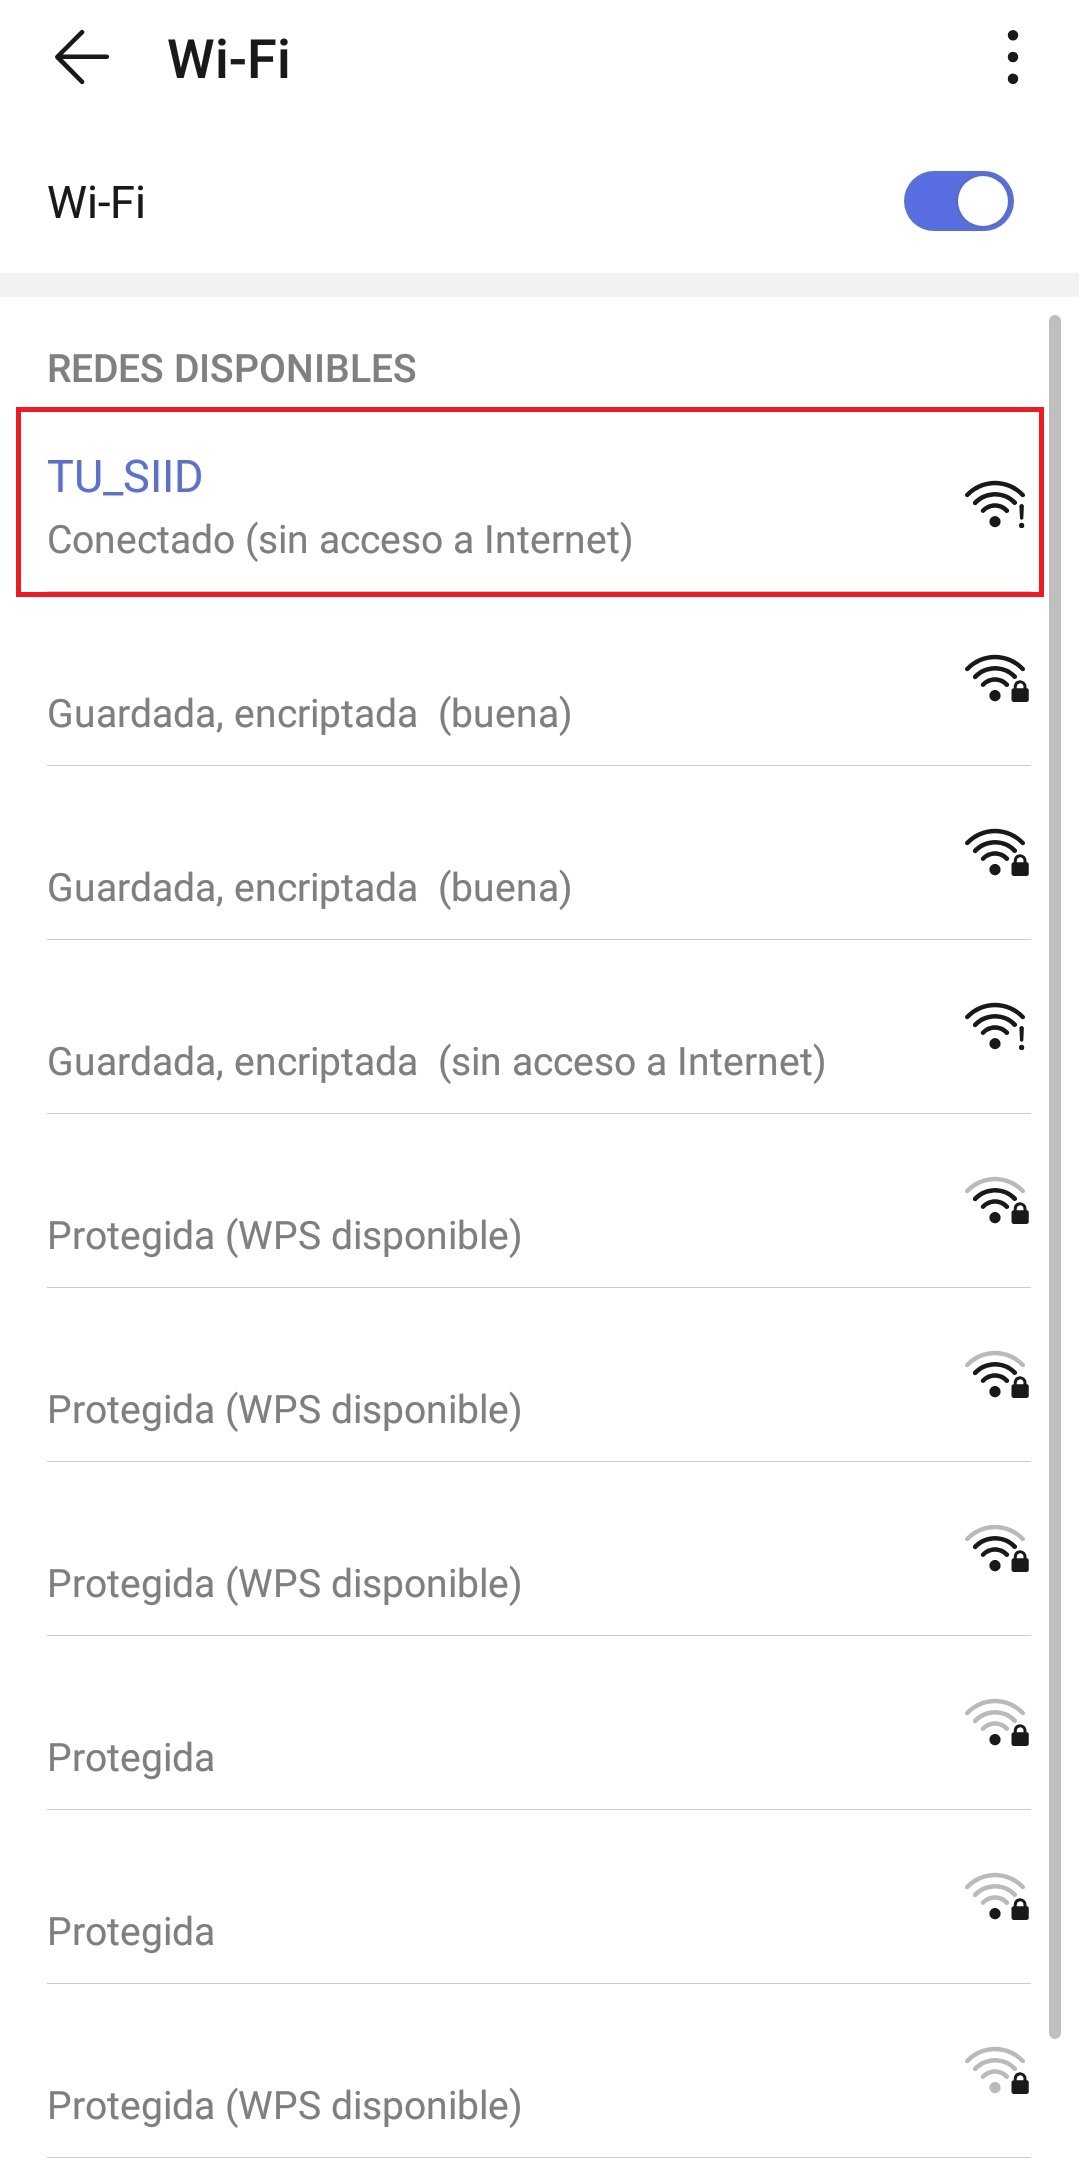 Wi-Fi
Wi-Fi
REDES DISPONIBLES
TU_SIID
Conectado (sin acceso a Internet)
Guardada, encriptada (buena)
Guardada, encriptada (buena)
Guardada, encriptada (sin acceso a Internet)
Protegida (WPS disponible)
Protegida (WPS disponible)
Protegida (WPS disponible)
Protegida
Protegida
Protegida (WPS disponible)